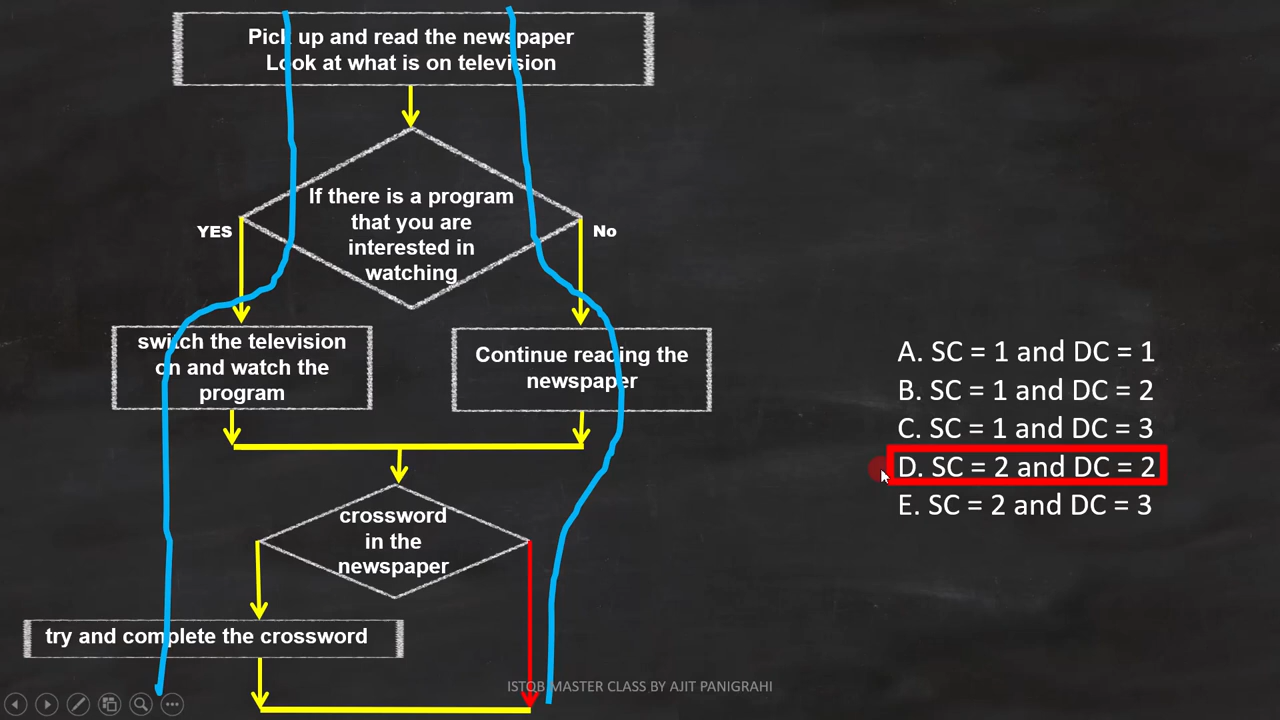 Pick up and read the newspaper
Look at what is on television
If there is a program
that you are
interested in
watching
YES
No
switch the television
on and watch the
program
Continue reading the
newspaper
crossword
in the
newspaper
try and complete the crossword
A. SC = 1 and DC = 1
B. SC = 1 and DC = 2
C. SC = 1 and DC = 3
D. SC = 2 and DC = 2
E. SC = 2 and DC = 3
ISTQB MASTER CLASS BY AJIT PANIGRAHI